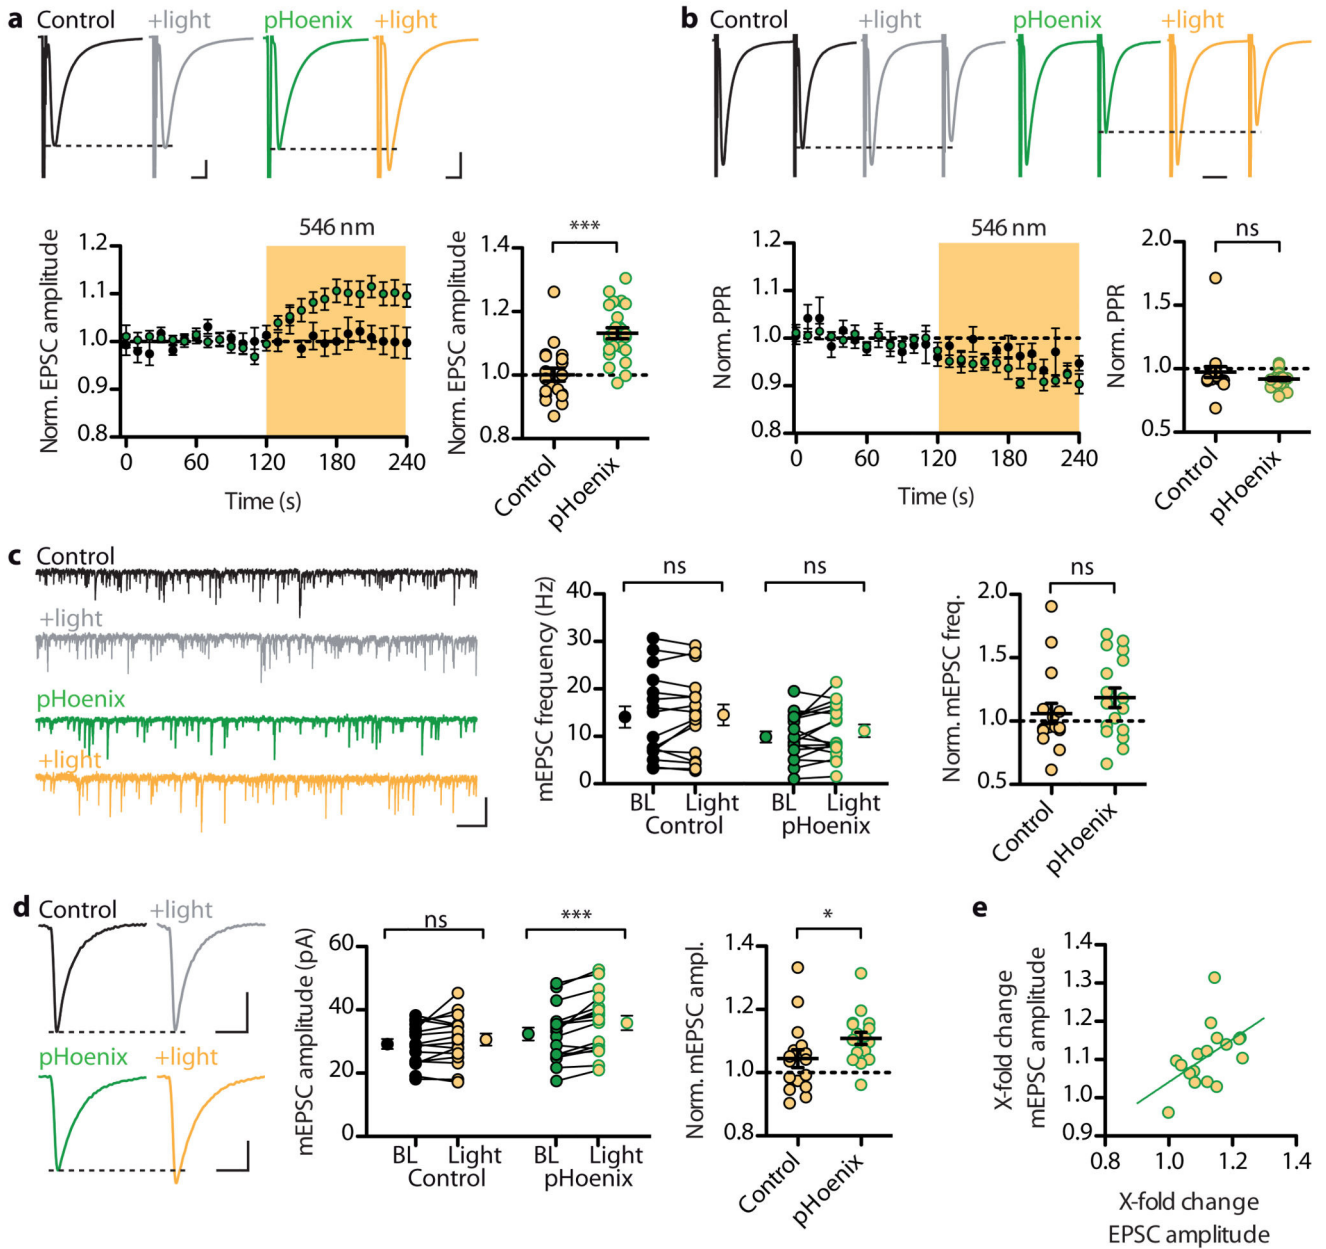 a Control +light pHoenix +light
546 nm
Norm. EPSC amplitude
1.2
1.1
1.0
0.9
0.8
0 60 120 180 240
Time (s)
***
Norm. EPSC amplitude
1.4
1.2
1.0
0.8
Control pHoenix
b Control +light pHoenix +light
546 nm
Norm. PPR
1.2
1.1
1.0
0.9
0.8
0 60 120 180 240
Time (s)
ns
Norm. PPR
2.0
1.5
1.0
0.5
Control pHoenix
c Control
+light
pHoenix
+light
ns ns
mEPSC frequency (Hz)
40
30
20
10
0
BL Light BL Light
Control pHoenix
ns
Norm. mEPSC freq.
2.0
1.5
1.0
0.5
Control pHoenix
d Control +light
pHoenix +light
ns ***
mEPSC amplitude (pA)
60
40
20
0
BL Light BL Light
Control pHoenix
*
Norm. mEPSC ampl.
1.4
1.2
1.0
0.8
Control pHoenix
e
X-fold change
mEPSC amplitude
1.4
1.3
1.2
1.1
1.0
0.9
0.8 1.0 1.2 1.4
X-fold change
EPSC amplitude